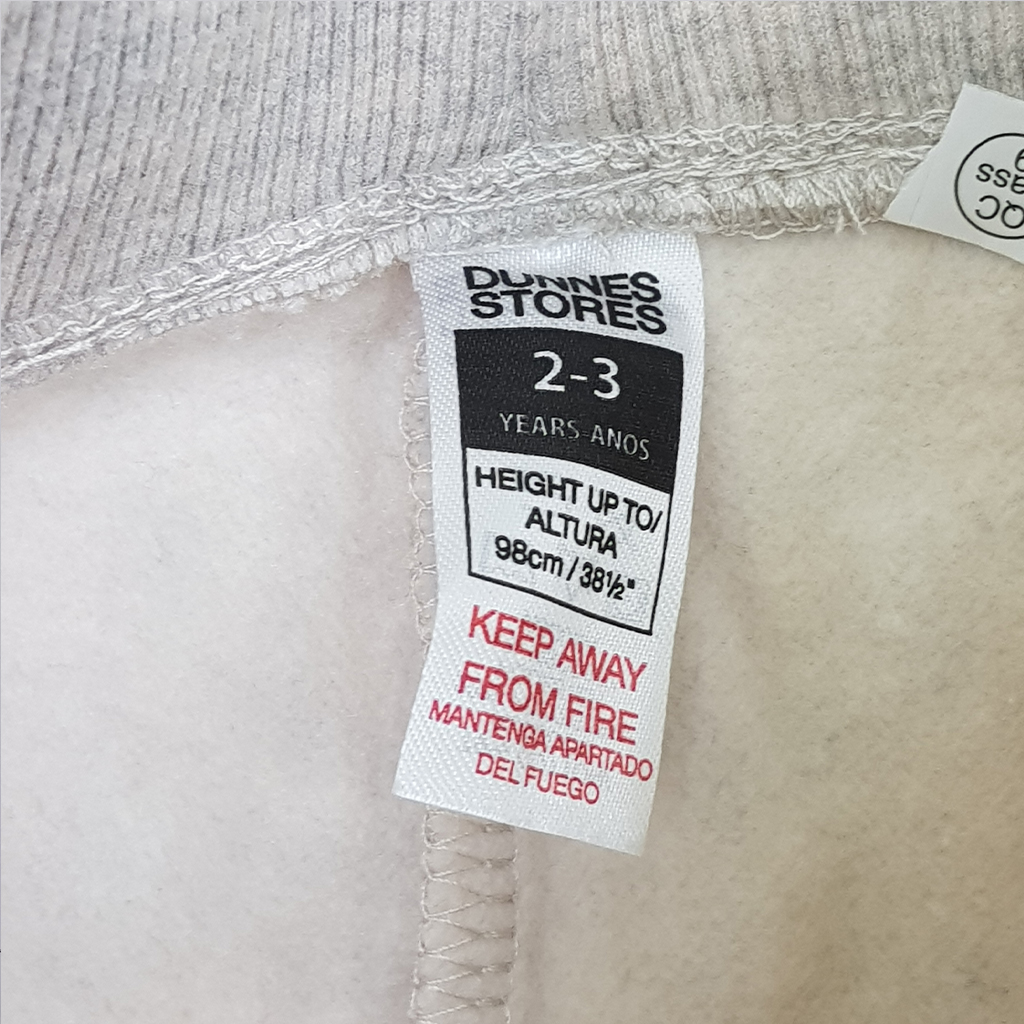 DUNNES
STORES
2-3
YEARS-ANOS
HEIGHT UP TO/
ALTURA
98cm / 38½"
KEEP AWAY
FROM FIRE
MANTENGA APARTADO
DEL FUEGO
QC